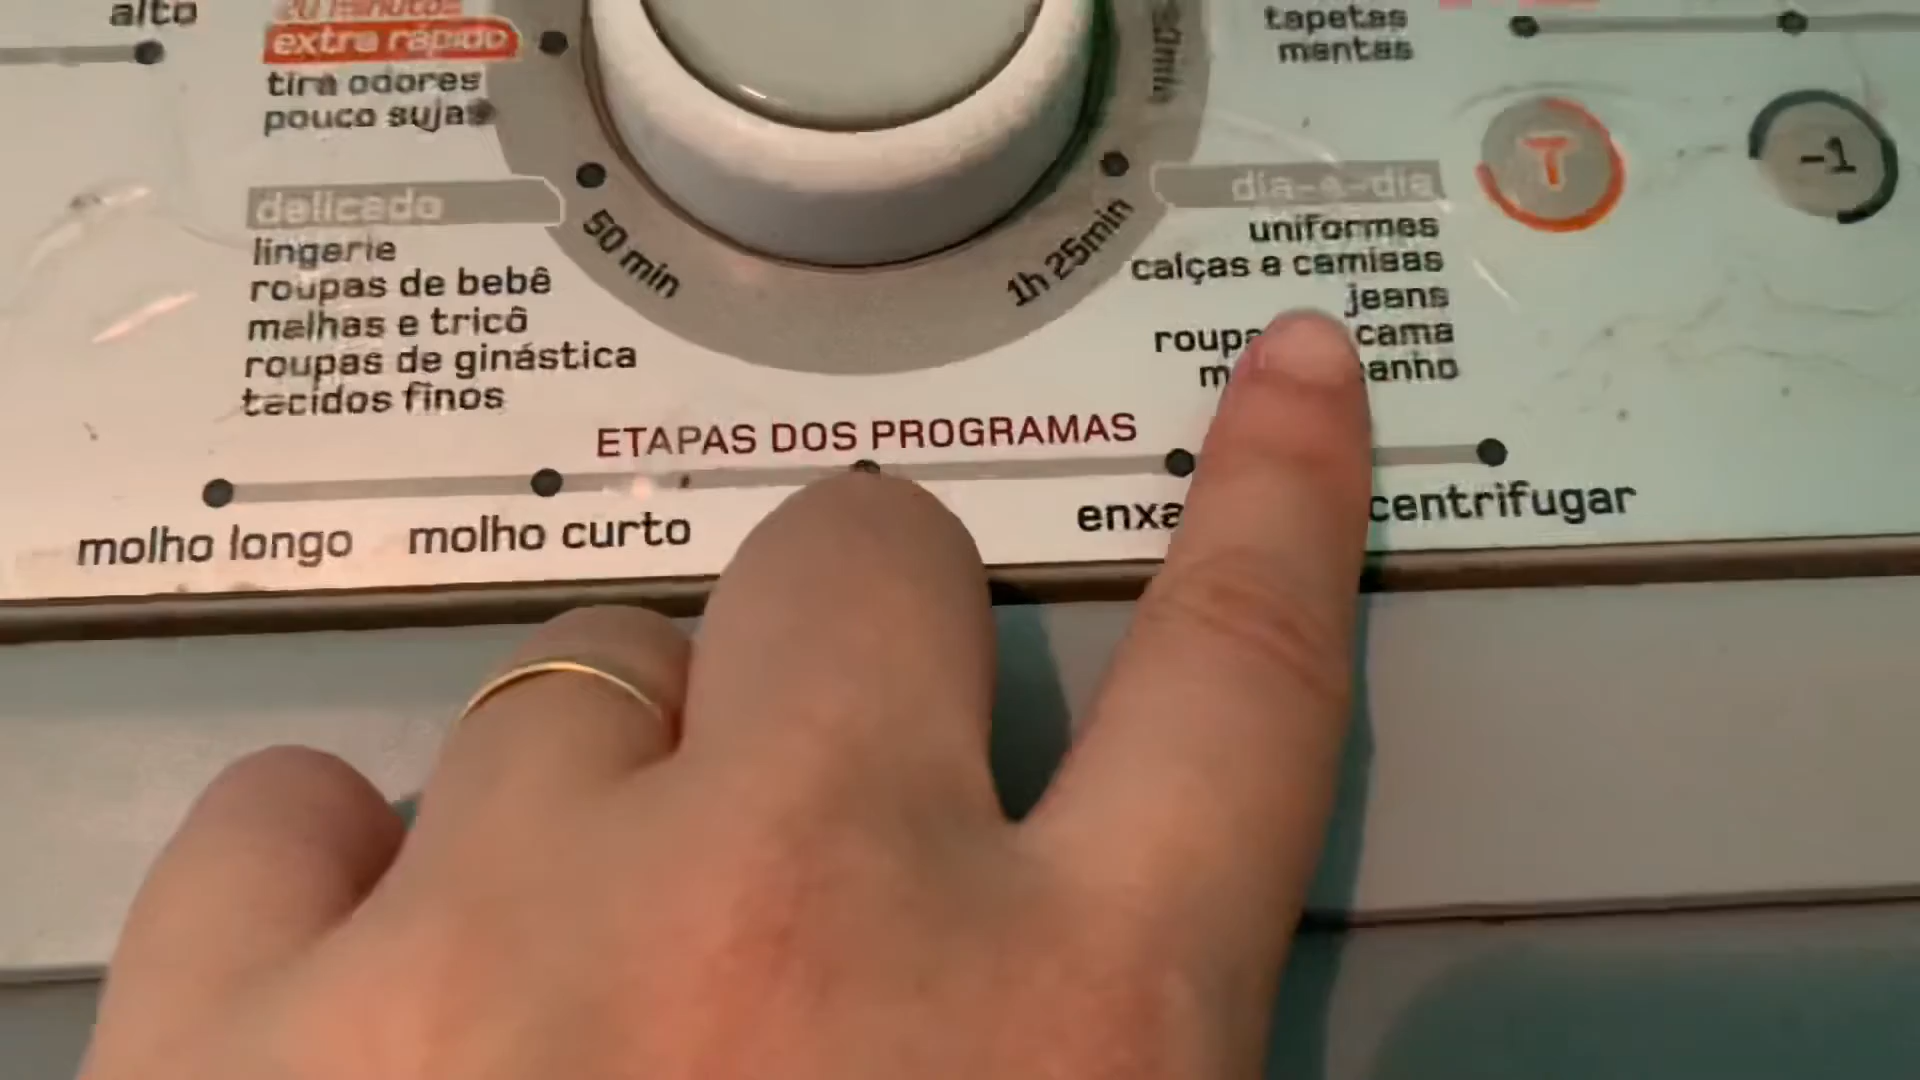 alto
20 minutos
extra rápido
tira odores
pouco sujas
delicado
lingerie
roupas de bebê
malhas e tricô
roupas de ginástica
tecidos finos
50 min
1h 25min
tapetes
mantas
T
-1
dia-a-dia
uniformes
calças e camisas
jeans
cama
ETAPAS DOS PROGRAMAS
molho longo
molho curto
centrifugar